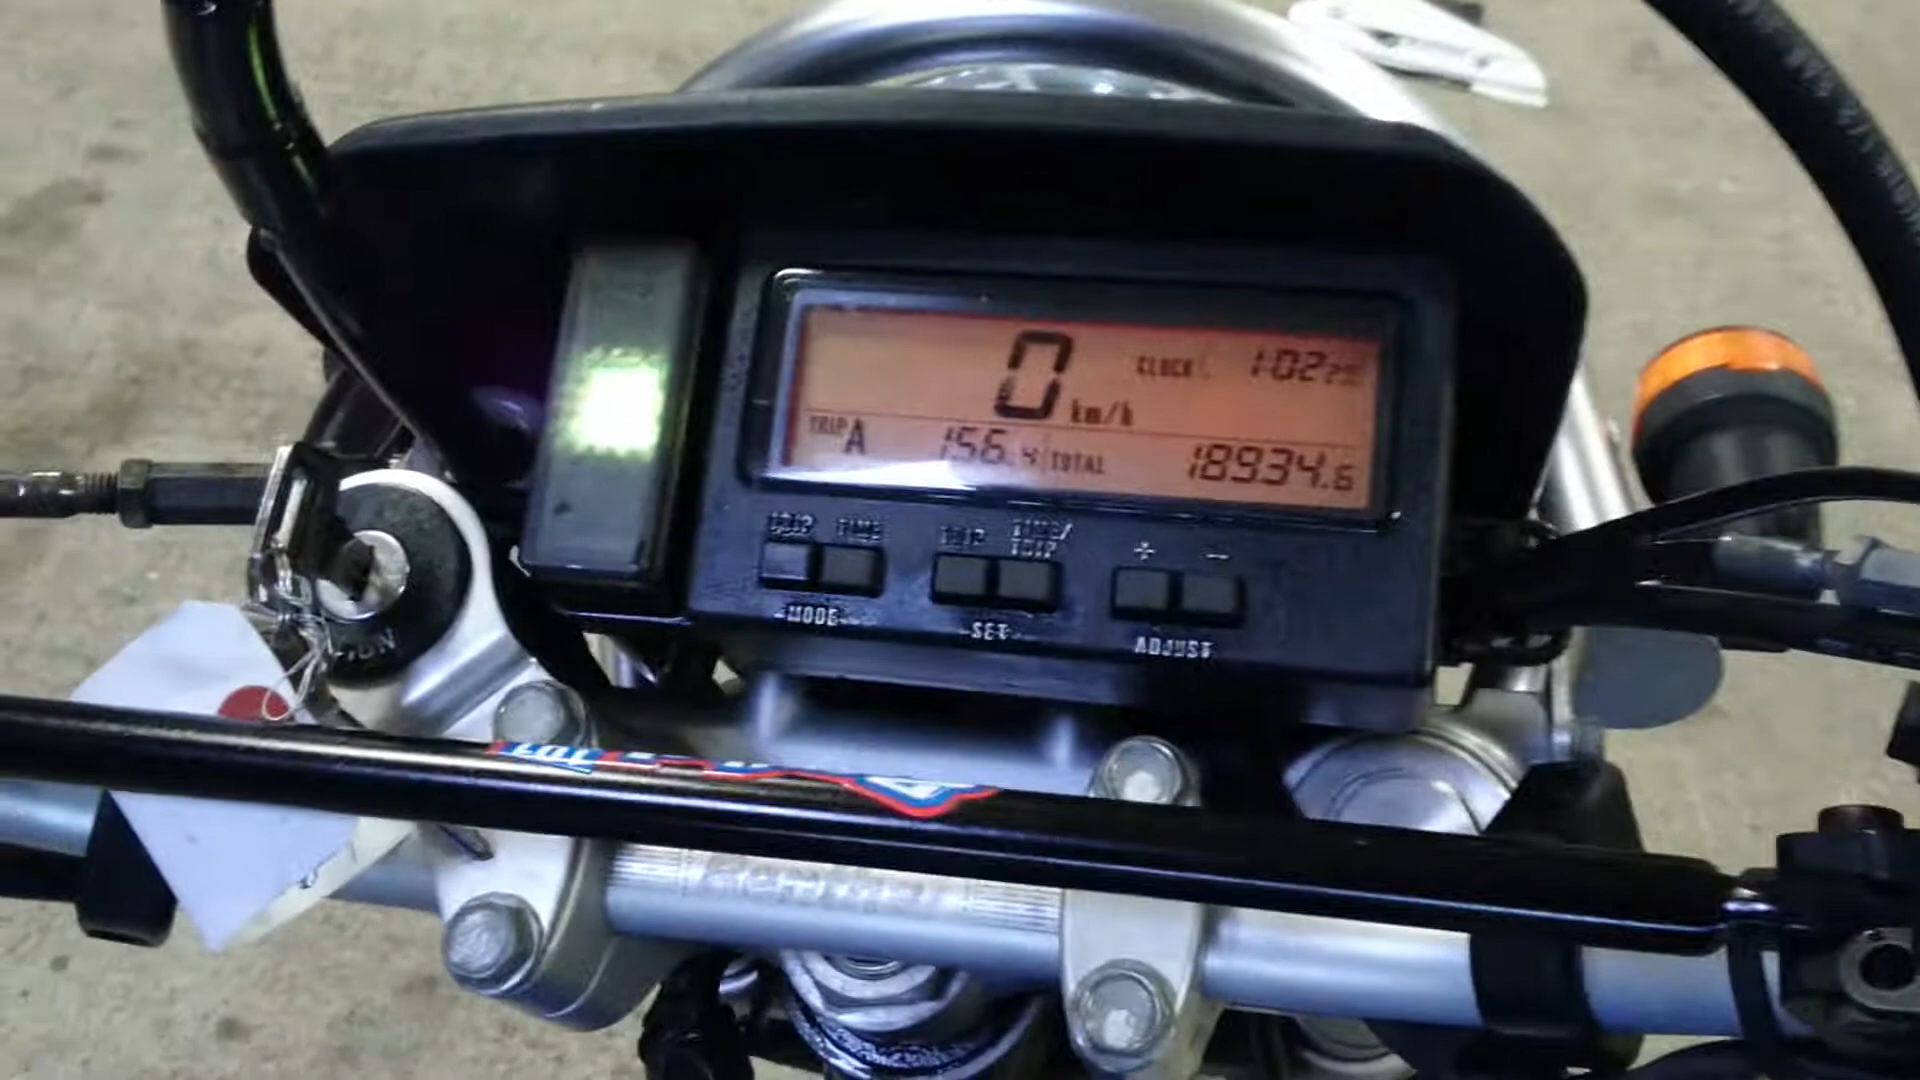 0 km/h CLOCK 1:02
TRIP A 156.4 TOTAL 18934.6
TRIP TIME TRIP TIME/TRIP + -
MODE SET ADJUST